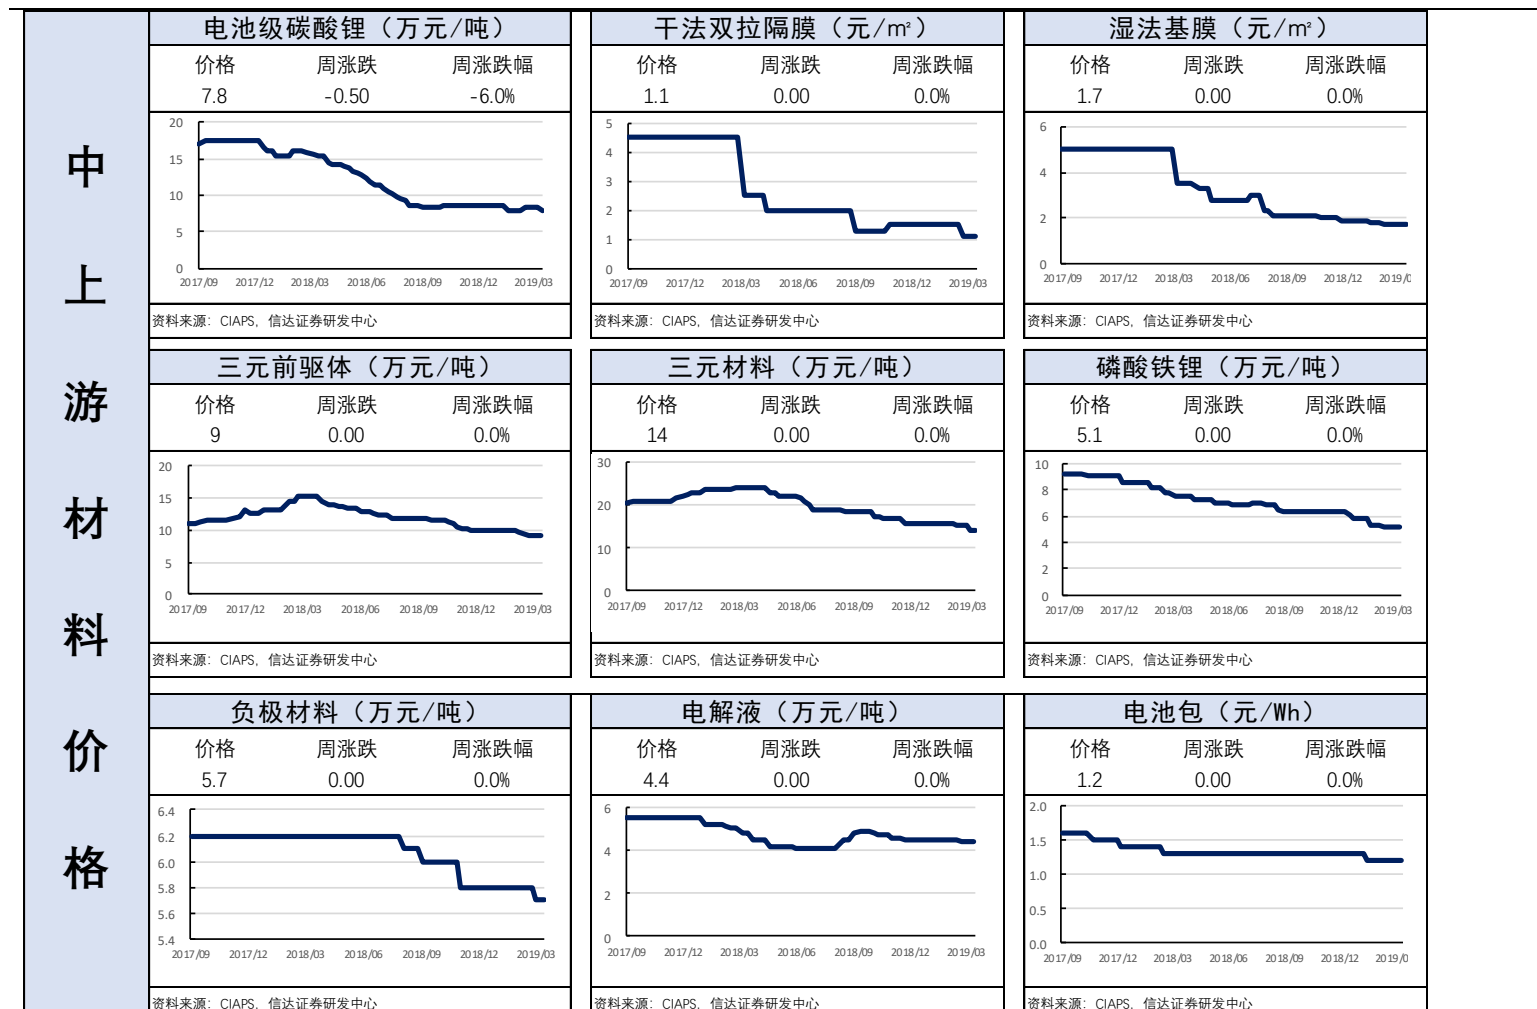 中
上
游
材
料
价
格
电池级碳酸锂（万元/吨）
价格 周涨跌 周涨跌幅
7.8 -0.50 -6.0%
20
15
10
5
0
2017/09 2017/12 2018/03 2018/06 2018/09 2018/12 2019/03
资料来源：CIAPS，信达证券研发中心
干法双拉隔膜（元/㎡）
价格 周涨跌 周涨跌幅
1.1 0.00 0.0%
5
4
3
2
1
0
2017/09 2017/12 2018/03 2018/06 2018/09 2018/12 2019/03
资料来源：CIAPS，信达证券研发中心
湿法基膜（元/㎡）
价格 周涨跌 周涨跌幅
1.7 0.00 0.0%
6
4
2
0
2017/09 2017/12 2018/03 2018/06 2018/09 2018/12 2019/0
资料来源：CIAPS，信达证券研发中心
三元前驱体（万元/吨）
价格 周涨跌 周涨跌幅
9 0.00 0.0%
20
15
10
5
0
2017/09 2017/12 2018/03 2018/06 2018/09 2018/12 2019/03
资料来源：CIAPS，信达证券研发中心
三元材料（万元/吨）
价格 周涨跌 周涨跌幅
14 0.00 0.0%
30
20
10
0
2017/09 2017/12 2018/03 2018/06 2018/09 2018/12 2019/03
资料来源：CIAPS，信达证券研发中心
磷酸铁锂（万元/吨）
价格 周涨跌 周涨跌幅
5.1 0.00 0.0%
10
8
6
4
2
0
2017/09 2017/12 2018/03 2018/06 2018/09 2018/12 2019/03
资料来源：CIAPS，信达证券研发中心
负极材料（万元/吨）
价格 周涨跌 周涨跌幅
5.7 0.00 0.0%
6.4
6.2
6.0
5.8
5.6
5.4
2017/09 2017/12 2018/03 2018/06 2018/09 2018/12 2019/03
资料来源：CIAPS，信达证券研发中心
电解液（万元/吨）
价格 周涨跌 周涨跌幅
4.4 0.00 0.0%
6
4
2
0
2017/09 2017/12 2018/03 2018/06 2018/09 2018/12 2019/03
资料来源：CIAPS，信达证券研发中心
电池包（元/Wh）
价格 周涨跌 周涨跌幅
1.2 0.00 0.0%
2.0
1.5
1.0
0.5
0.0
2017/09 2017/12 2018/03 2018/06 2018/09 2018/12 2019/0
资料来源：CIAPS，信达证券研发中心